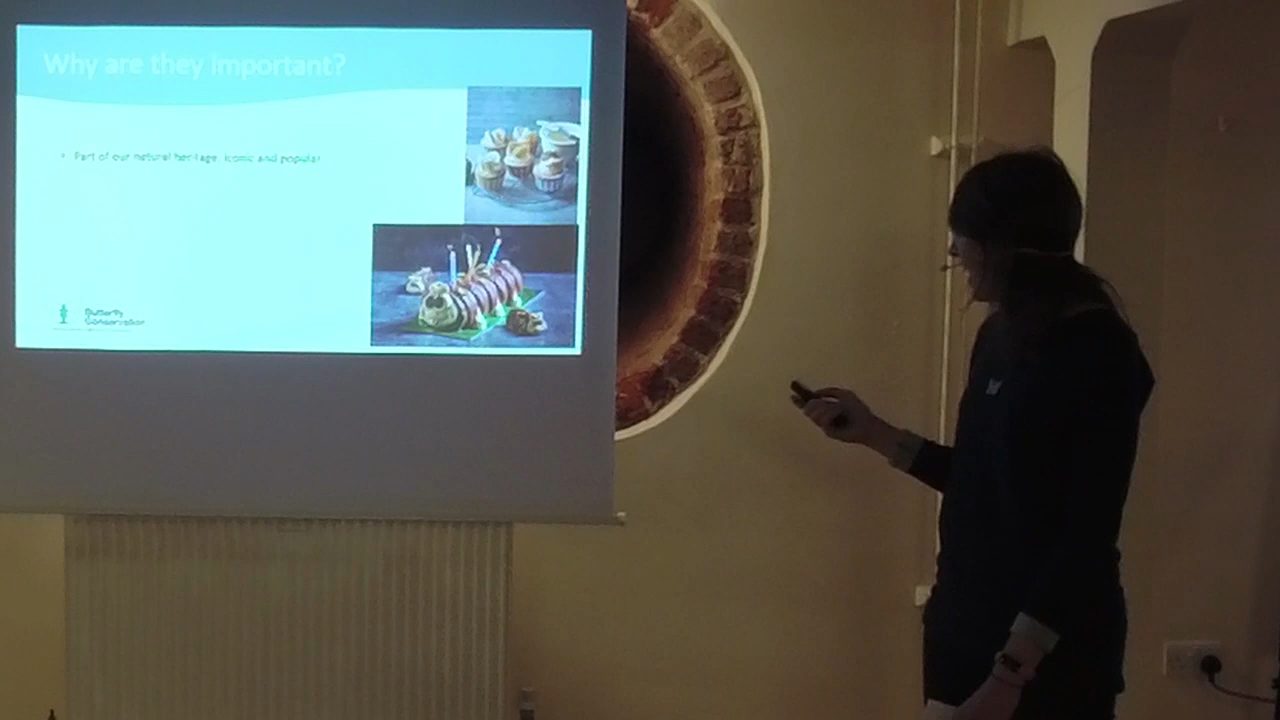 Why are they important?
• Part of our natural heritage, iconic and popular
Butterfly
Conservation